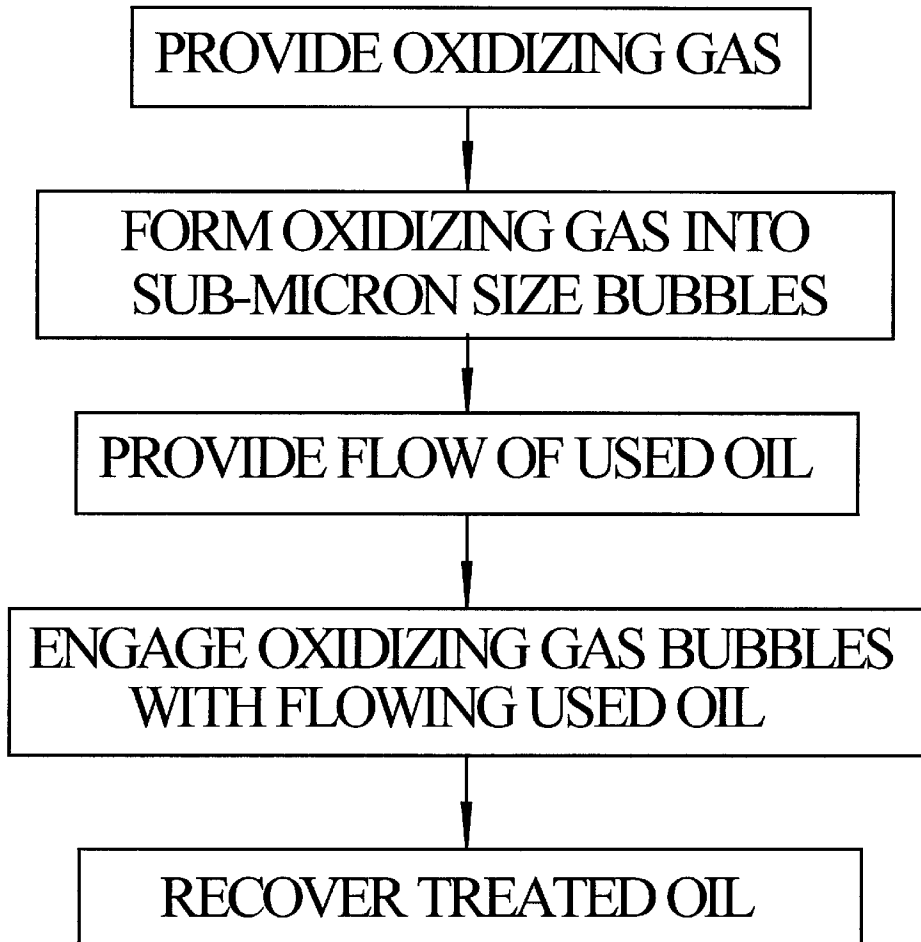 PROVIDE OXIDIZING GAS
FORM OXIDIZING GAS INTO
SUB-MICRON SIZE BUBBLES
PROVIDE FLOW OF USED OIL
ENGAGE OXIDIZING GAS BUBBLES
WITH FLOWING USED OIL
RECOVER TREATED OIL